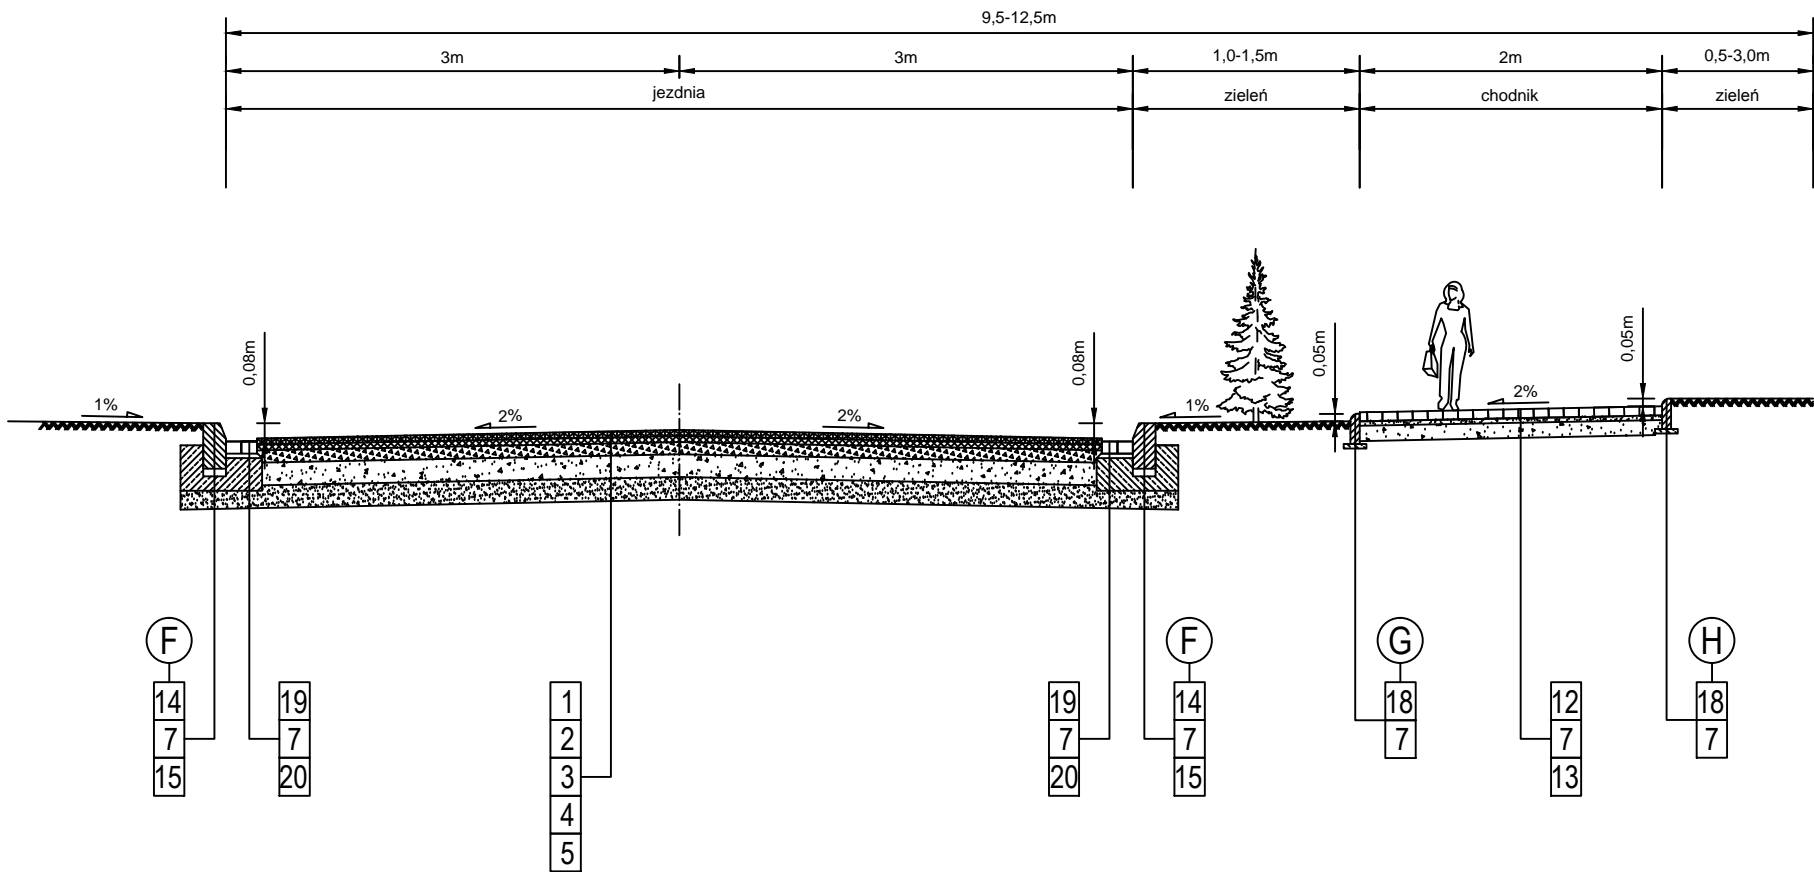 9,5-12,5m
3m 3m 1,0-1,5m 2m 0,5-3,0m
jezdnia zieleń chodnik zieleń
0,08m 0,08m 0,05m 0,05m
1% 2% 2% 1% 2%
F F G H
14 19 1 19 14 18 12 18
7 7 2 7 7 7 7 7
15 20 3 20 15 13
4
5